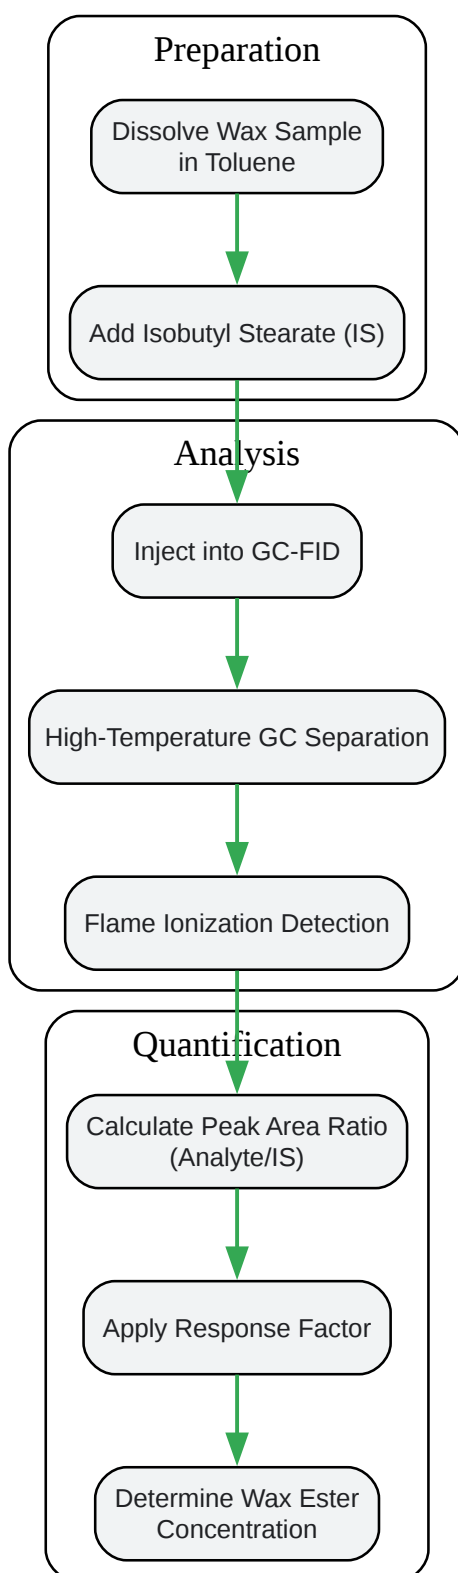 Preparation
Dissolve Wax Sample
in Toluene
Add Isobutyl Stearate (IS)
Analysis
Inject into GC-FID
High-Temperature GC Separation
Flame Ionization Detection
Quantification
Calculate Peak Area Ratio
(Analyte/IS)
Apply Response Factor
Determine Wax Ester
Concentration